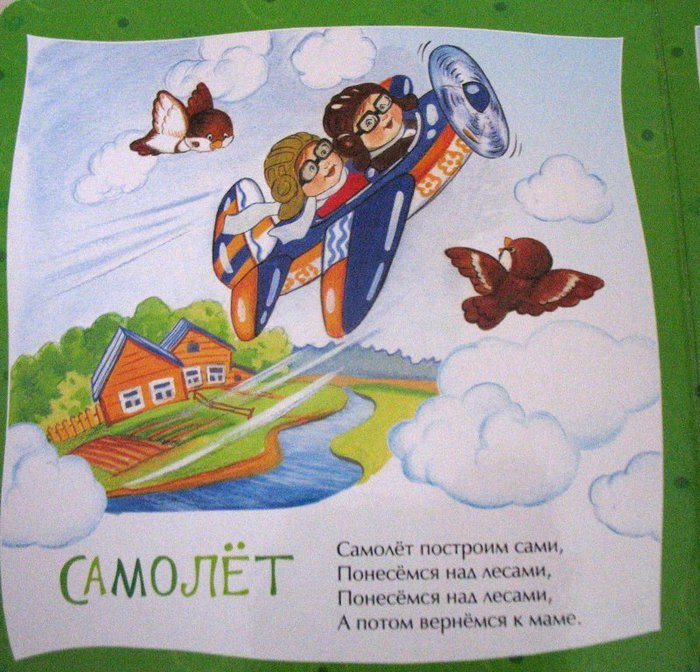 САМОЛЁТ
Самолёт построим сами,
Понесёмся над лесами,
Понесёмся над лесами,
А потом вернёмся к маме.